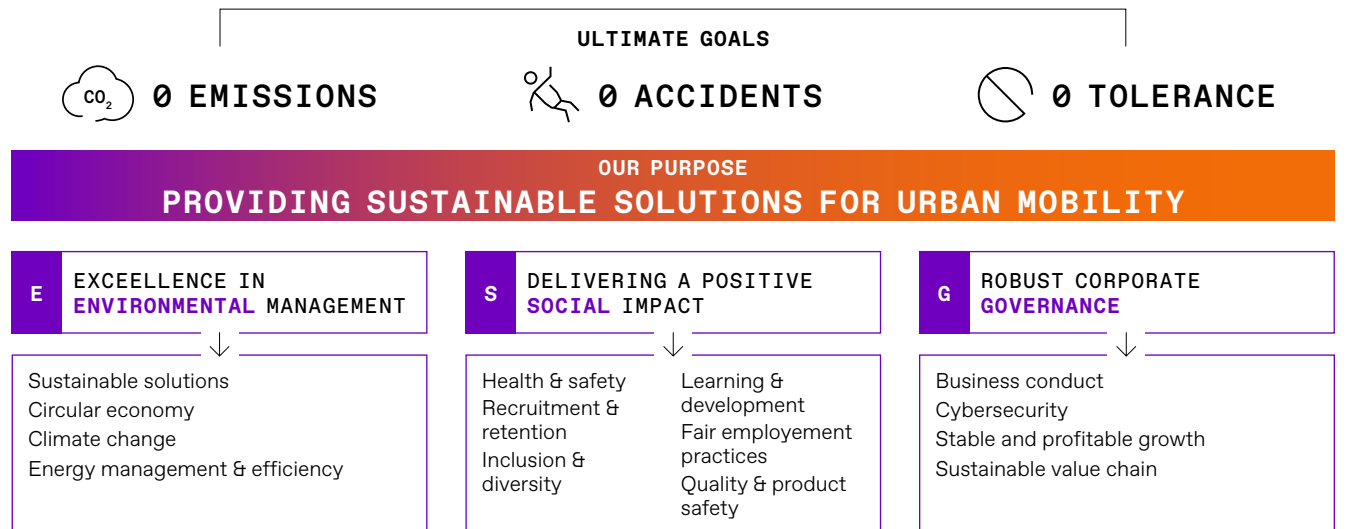 ULTIMATE GOALS
CO₂ 0 EMISSIONS
0 ACCIDENTS
0 TOLERANCE
OUR PURPOSE
PROVIDING SUSTAINABLE SOLUTIONS FOR URBAN MOBILITY
E
EXCEELLENCE IN
ENVIRONMENTAL MANAGEMENT
Sustainable solutions
Circular economy
Climate change
Energy management & efficiency
S
DELIVERING A POSITIVE
SOCIAL IMPACT
Health & safety
Recruitment &
retention
Inclusion &
diversity
Learning &
development
Fair employement
practices
Quality & product
safety
G
ROBUST CORPORATE
GOVERNANCE
Business conduct
Cybersecurity
Stable and profitable growth
Sustainable value chain